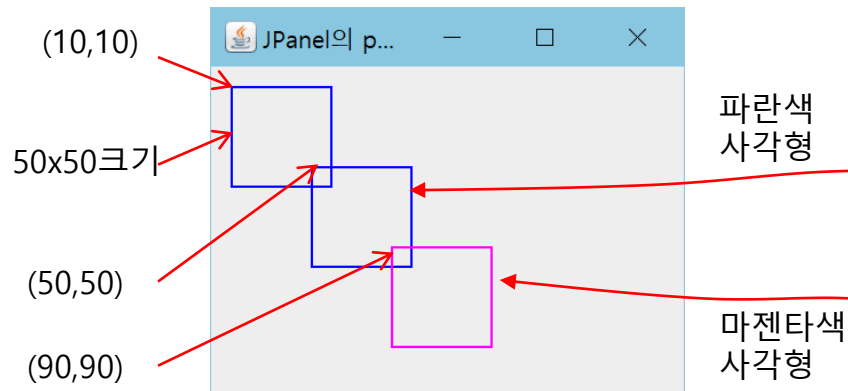 (10,10)
JPanel의 p...
50x50크기
파란색
사각형
(50,50)
(90,90)
마젠타색
사각형